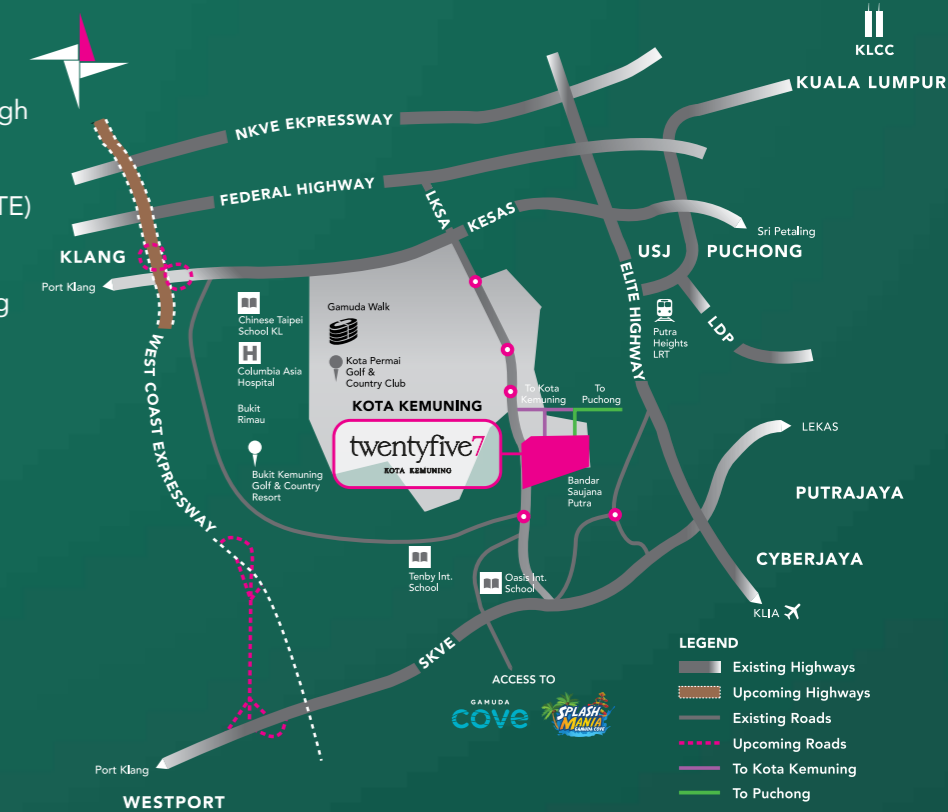 KLCC
KUALA LUMPUR
gh
NKVE EKPRESSWAY
TE)
FEDERAL HIGHWAY
LKSA
KESAS
Sri Petaling
KLANG
USJ
PUCHONG
Port Klang
g
ELITE HIGHWAY
Chinese Taipei
School KL
Gamuda Walk
Putra
Heights
LRT
LDP
Columbia Asia
Hospital
Kota Permai
Golf &
Country Club
WEST COAST EXPRESSWAY
To Kota
Kemuning
To
Puchong
Bukit
Rimau
KOTA KEMUNING
twentyfive7
KOTA KEMUNING
LEKAS
Bukit Kemuning
Golf & Country
Resort
Bandar
Saujana
Putra
PUTRAJAYA
CYBERJAYA
Tenby Int.
School
Oasis Int.
School
KLIA
SKVE
ACCESS TO
GAMUDA
COVE
SPLASH
MANIA
GAMUDA COVE
Port Klang
WESTPORT
LEGEND
Existing Highways
Upcoming Highways
Existing Roads
Upcoming Roads
To Kota Kemuning
To Puchong
H